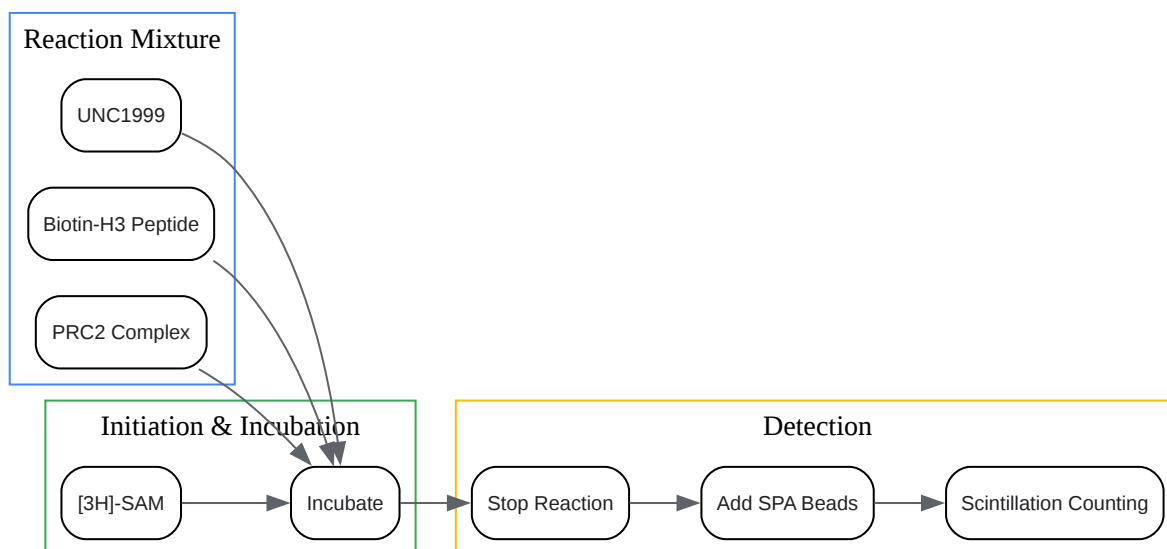 Reaction Mixture
UNC1999
Biotin-H3 Peptide
PRC2 Complex
Initiation & Incubation
[3H]-SAM
Incubate
Detection
Stop Reaction
Add SPA Beads
Scintillation Counting